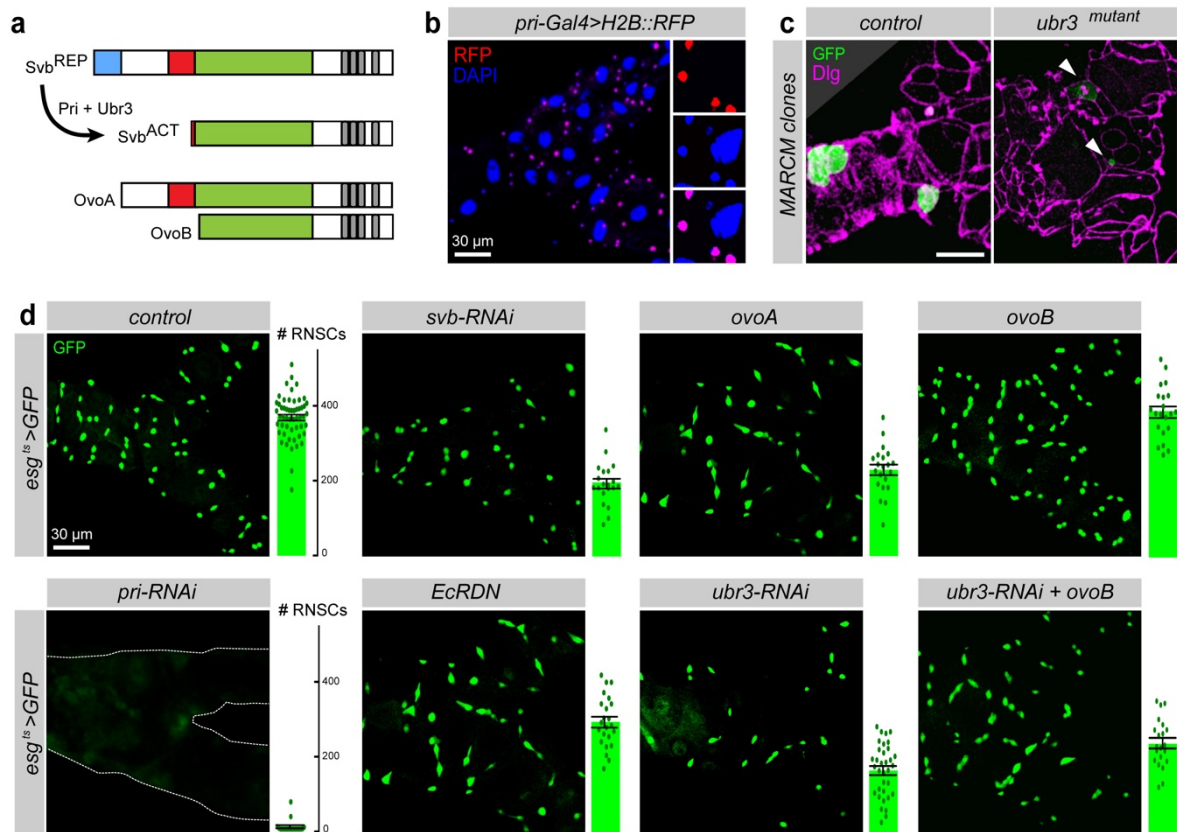 a
Svb REP
Pri + Ubr3
Svb ACT
OvoA
OvoB
b
pri-Gal4>H2B::RFP
RFP
DAPI
30 µm
c
control
ubr3 mutant
GFP
Dlg
MARCM clones
d
control
# RNSCs
svb-RNAi
ovoA
ovoB
GFP
esg ts >GFP
400
200
0
30 µm
pri-RNAi
# RNSCs
EcRDN
ubr3-RNAi
ubr3-RNAi + ovoB
esg ts >GFP
400
200
0